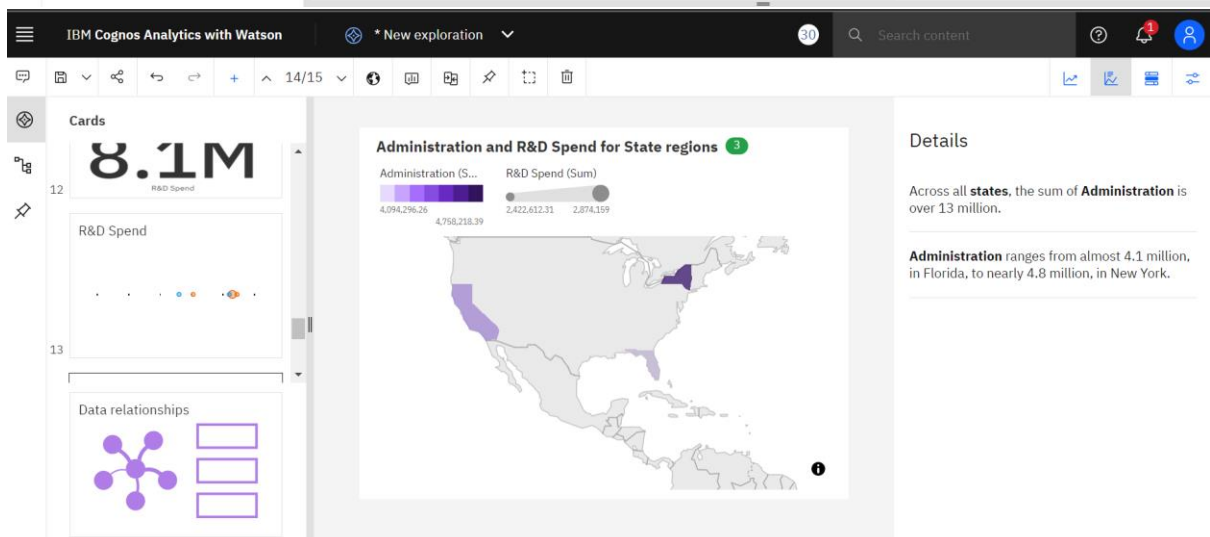 IBM Cognos Analytics with Watson
* New exploration
30
Search content
1
14/15
Cards
8.1M
R&D Spend
12
R&D Spend
13
Data relationships
Administration and R&D Spend for State regions 3
Administration (S... R&D Spend (Sum)
4,094,296.26 2,422,612.31 2,874,159
4,758,218.39
Details
Across all states, the sum of Administration is
over 13 million.
Administration ranges from almost 4.1 million,
in Florida, to nearly 4.8 million, in New York.